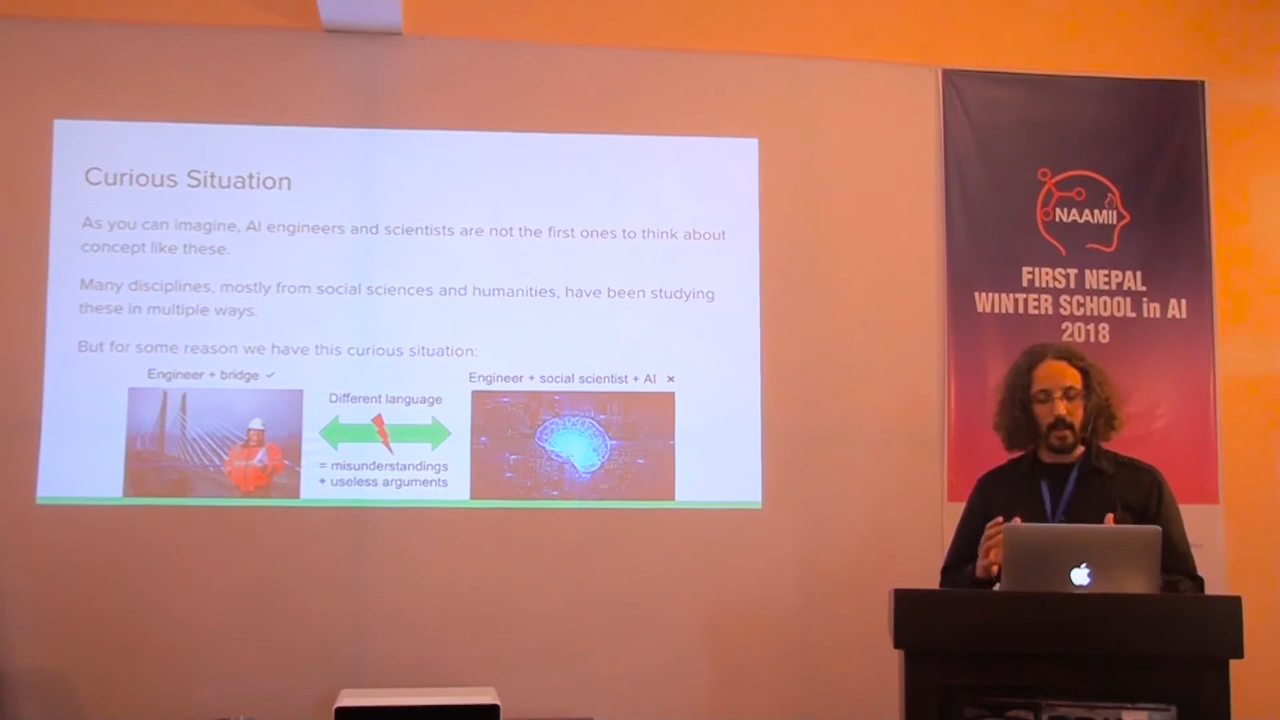 Curious Situation
As you can imagine, AI engineers and scientists are not the first ones to think about
concept like these.
Many disciplines, mostly from social sciences and humanities, have been studying
these in multiple ways.
But for some reason we have this curious situation:
Engineer + bridge ✓
Engineer + social scientist + AI ×
Different language
= misunderstandings
+ useless arguments
NAAMII
FIRST NEPAL
WINTER SCHOOL in AI
2018